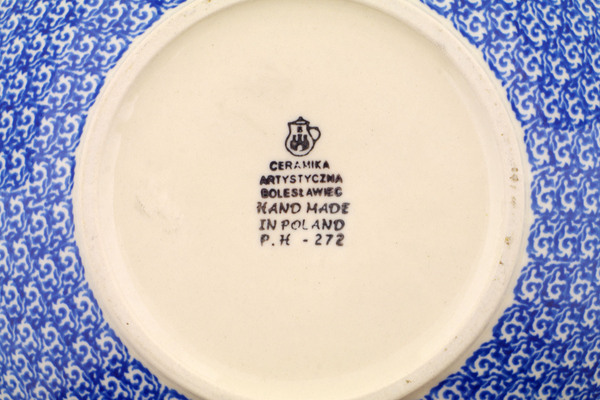 CERAMIKA
ARTYSTYCZNA
BOLESŁAWIEC
HAND MADE
IN POLAND
P.H - 272